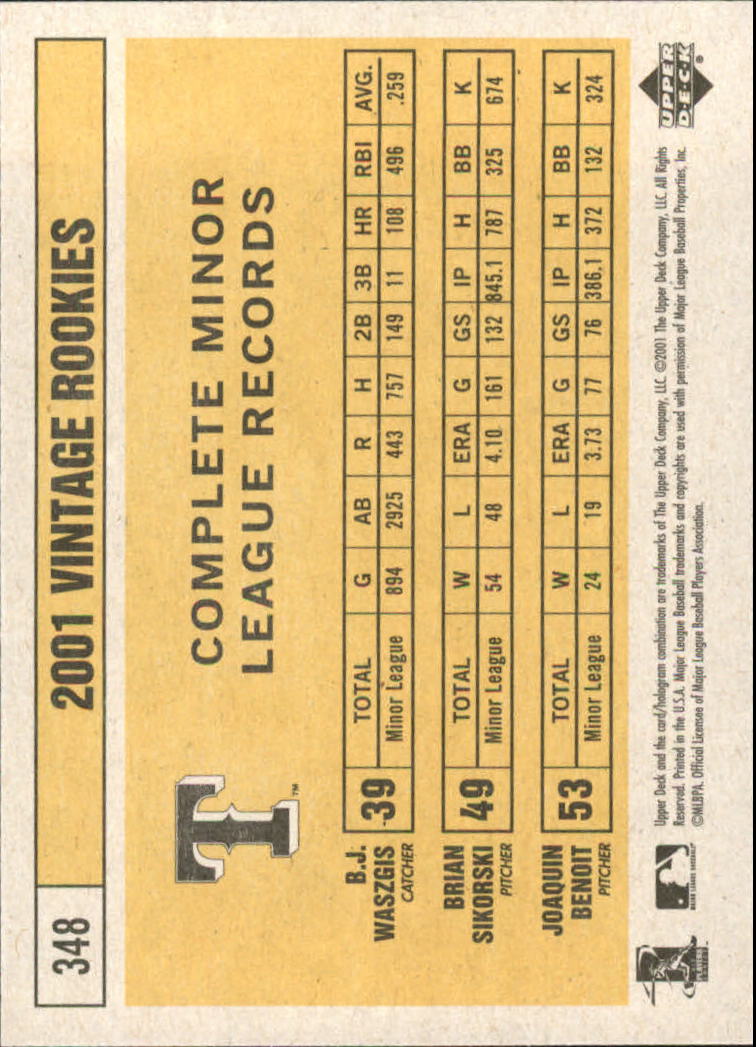 348 2001 VINTAGE ROOKIES
T ™
COMPLETE MINOR
LEAGUE RECORDS
B.J.
WASZGIS
CATCHER
39
TOTAL G AB R H 2B 3B HR RBI AVG.
Minor League 894 2925 443 757 149 11 108 496 .259
BRIAN
SIKORSKI
PITCHER
49
TOTAL W L ERA G GS IP H BB K
Minor League 54 48 4.10 161 132 845.1 787 325 674
JOAQUIN
BENOIT
PITCHER
53
TOTAL W L ERA G GS IP H BB K
Minor League 24 19 3.73 77 76 386.1 372 132 324
Upper Deck and the card/hologram combination are trademarks of The Upper Deck Company, LLC. ©2001 The Upper Deck Company, LLC. All Rights
Reserved. Printed in the U.S.A. Major League Baseball trademarks and copyrights are used with permission of Major League Baseball Properties, Inc.
©MLBPA. Official Licensee of Major League Baseball Players Association.
MAJOR LEAGUE BASEBALL
UPPER
DECK ®